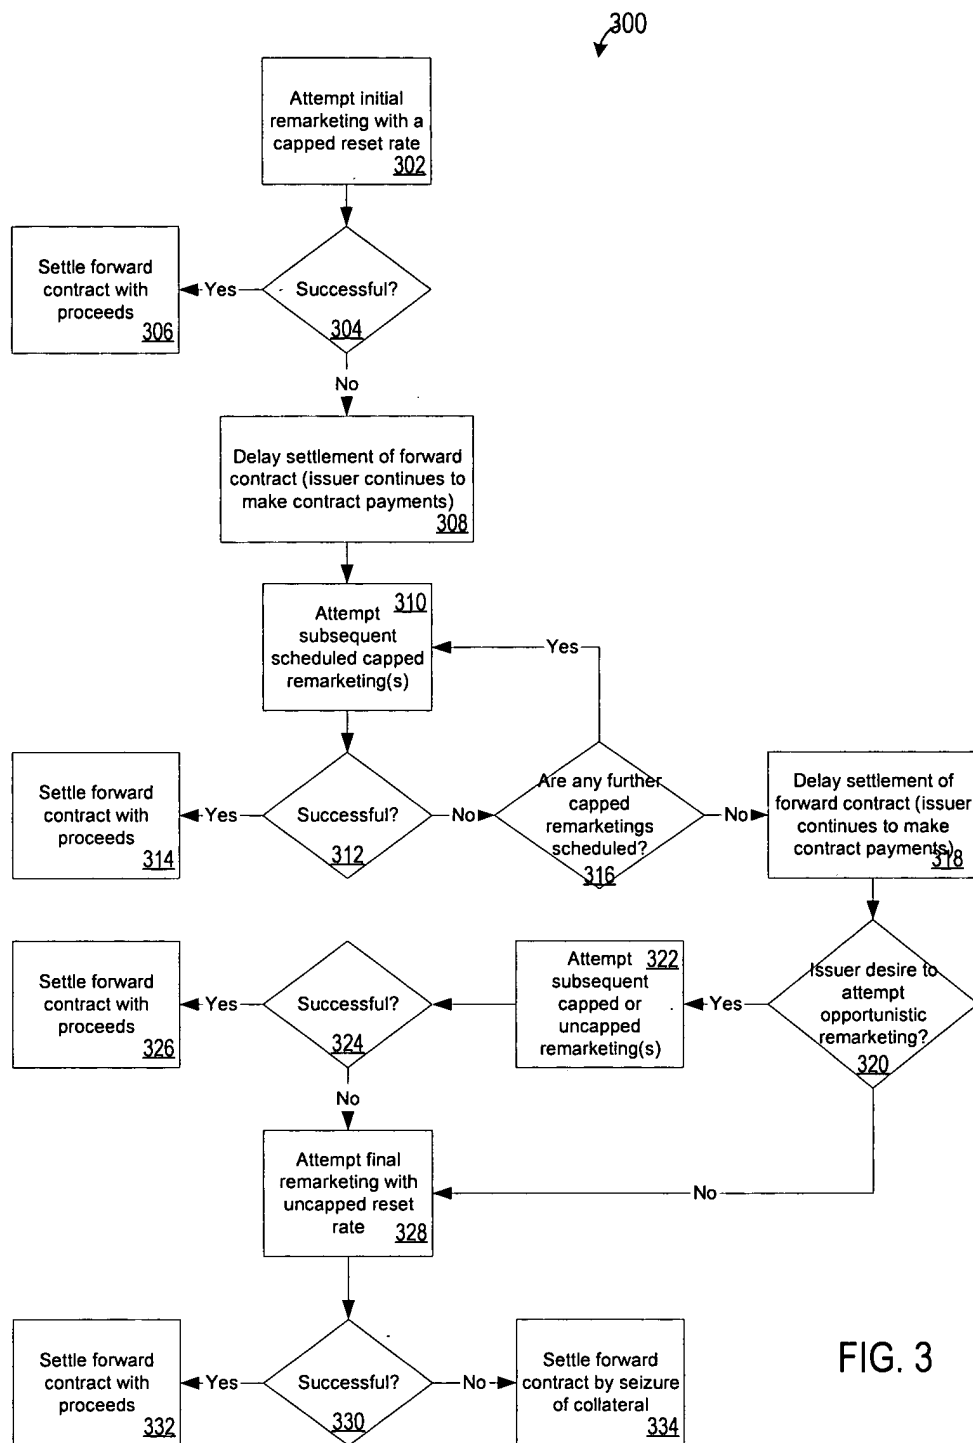 300
Attempt initial
remarketing with a
capped reset rate
302
Settle forward
contract with
proceeds
306
Yes
Successful?
304
No
Delay settlement of forward
contract (issuer continues to
make contract payments)
308
310
Attempt
subsequent
scheduled capped
remarketing(s)
Yes
Settle forward
contract with
proceeds
314
Yes
Successful?
312
No
Are any further
capped
remarketings
scheduled?
316
No
Delay settlement of
forward contract (issuer
continues to make
contract payments)
318
Settle forward
contract with
proceeds
326
Yes
Successful?
324
No
322
Attempt
subsequent
capped or
uncapped
remarketing(s)
Yes
Issuer desire to
attempt
opportunistic
remarketing?
320
No
Attempt final
remarketing with
uncapped reset
rate
328
Settle forward
contract with
proceeds
332
Yes
Successful?
330
No
Settle forward
contract by seizure
of collateral
334
FIG. 3